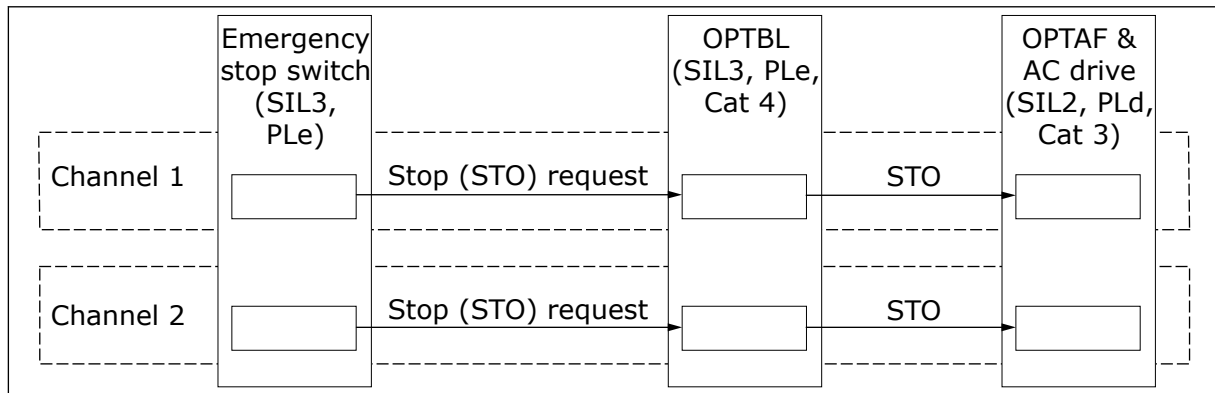 Emergency
stop switch
(SIL3,
PLe)
OPTBL
(SIL3, PLe,
Cat 4)
OPTAF &
AC drive
(SIL2, PLd,
Cat 3)
Channel 1
Stop (STO) request
STO
Channel 2
Stop (STO) request
STO